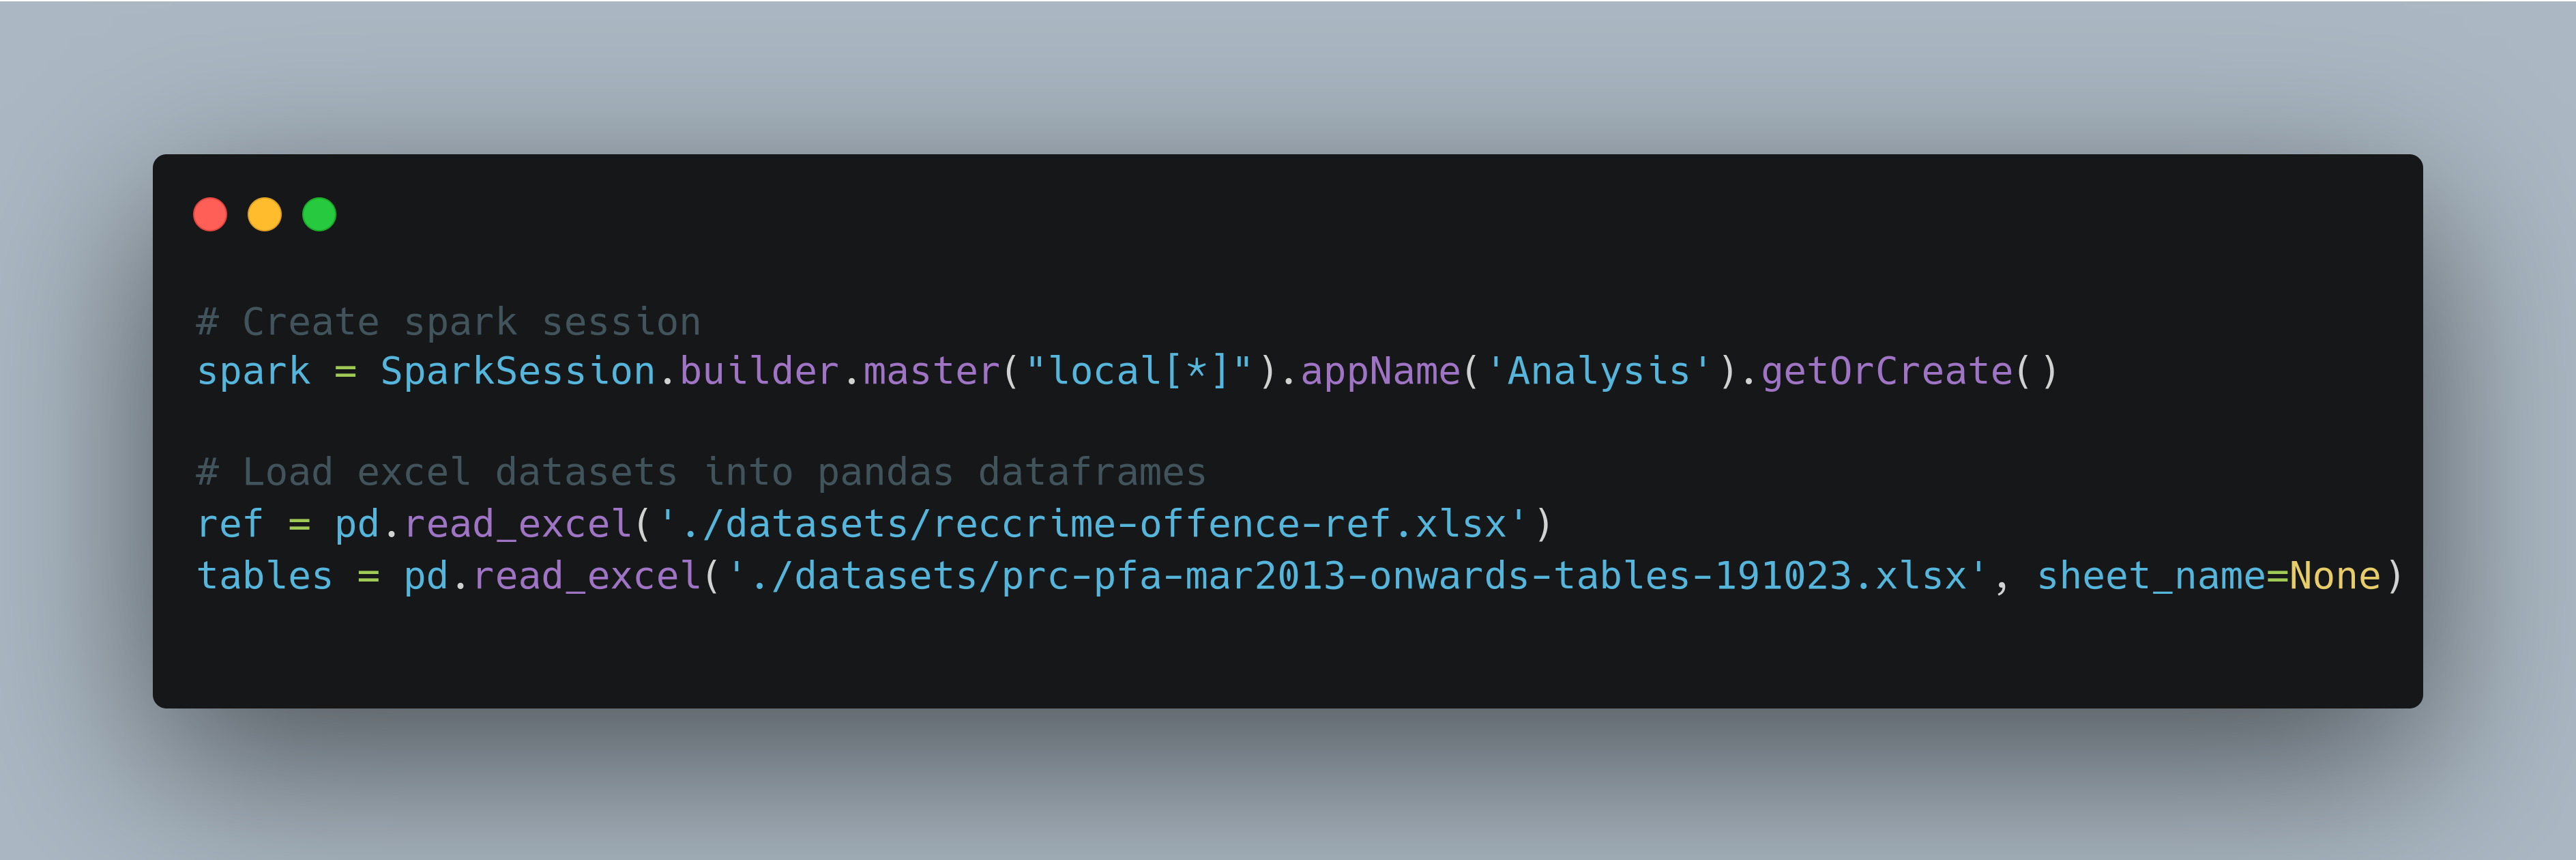 # Create spark session
spark = SparkSession.builder.master("local[*]").appName('Analysis').getOrCreate()
# Load excel datasets into pandas dataframes
ref = pd.read_excel('./datasets/reccrime-offence-ref.xlsx')
tables = pd.read_excel('./datasets/prc-pfa-mar2013-onwards-tables-191023.xlsx', sheet_name=None)